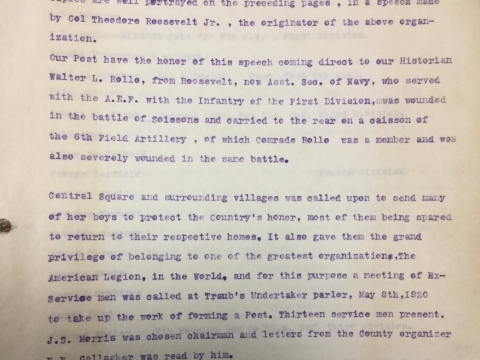 are well portrayed on the preceding pages , in a speech made
by Col Theodore Roosevelt Jr. , the originator of the above organ-
ization.
Our Post have the honor of this speech coming direct to our Historian
Walter L. Rollo, from Roosevelt, now Asst. Sec. of Navy, who served
with the A.E.F. with the Infantry of the First Division, was wounded
in the battle of Soissons and carried to the rear on a caisson of
the 6th Field Artillery , of which Comrade Rollo was a member and was
also severely wounded in the same battle.
Central Square and surrounding villages was called upon to send many
of her boys to protect the Country's honor, most of them being spared
to return to their respective homes. It also gave them the grand
privilege of belonging to one of the greatest organizations.The
American Legion, in the World, and for this purpose a meeting of Ex-
Service men was called at Traub's Undertaker parlor, May 8th,1920
to take up the work of forming a Post. Thirteen service men present.
J.S. Morris was chosen chairman and letters from the County organizer
Gallagher was read by him.